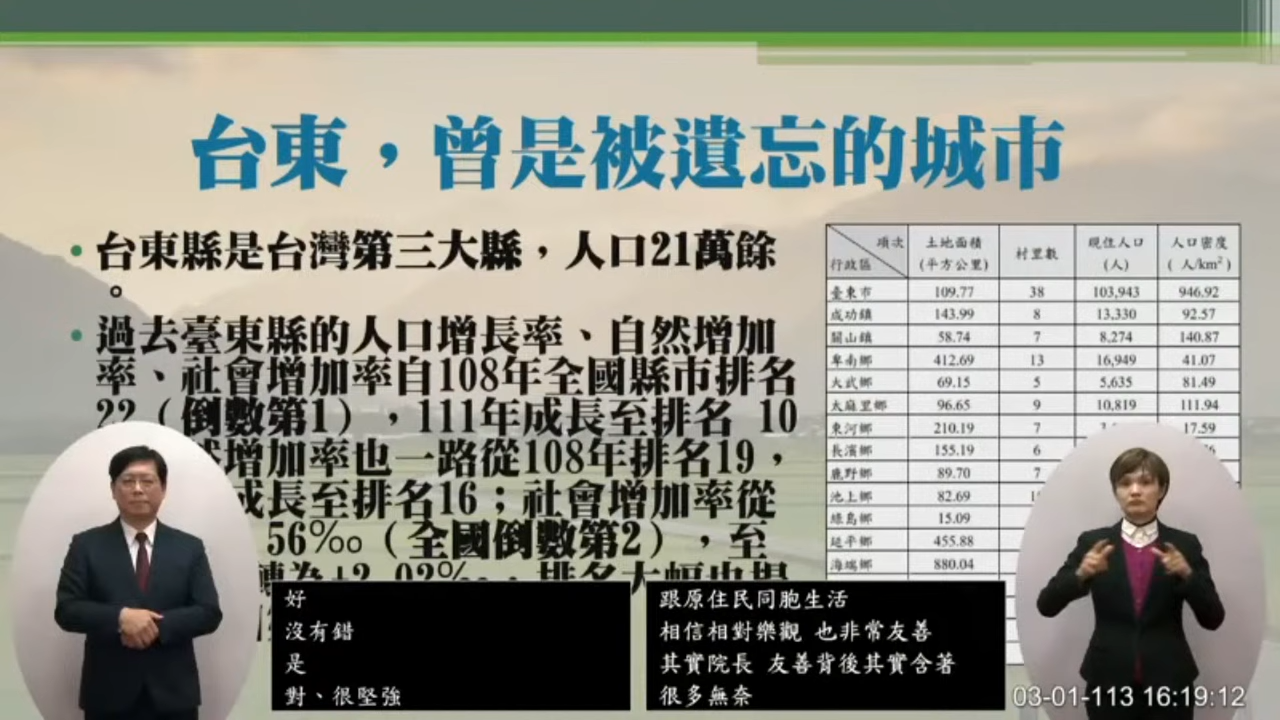 台東，曾是被遺忘的城市
• 台東縣是台灣第三大縣，人口21萬餘
。
• 過去臺東縣的人口增長率、自然增加
率、社會增加率自108年全國縣市排名
22（倒數第1），111年成長至排名 10
增加率也一路從108年排名19，
成長至排名16；社會增加率從
56‰（全國倒數第2），至
項次 土地面積 村里數 現住人口 人口密度
行政區 (平方公里) (人) ( 人/km²)
臺東市 109.77 38 103,943 946.92
成功鎮 143.99 8 13,330 92.57
關山鎮 58.74 7 8,274 140.87
卑南鄉 412.69 13 16,949 41.07
大武鄉 69.15 5 5,635 81.49
太麻里鄉 96.65 9 10,819 111.94
東河鄉 210.19 7 17.59
長濱鄉 155.19 6
鹿野鄉 89.70 7
池上鄉 82.69
綠島鄉 15.09
延平鄉 455.88
海端鄉 880.04
好
沒有錯
是
對、很堅強
跟原住民同胞生活
相信相對樂觀 也非常友善
其實院長 友善背後其實含著
很多無奈
03-01-113 16:19:12